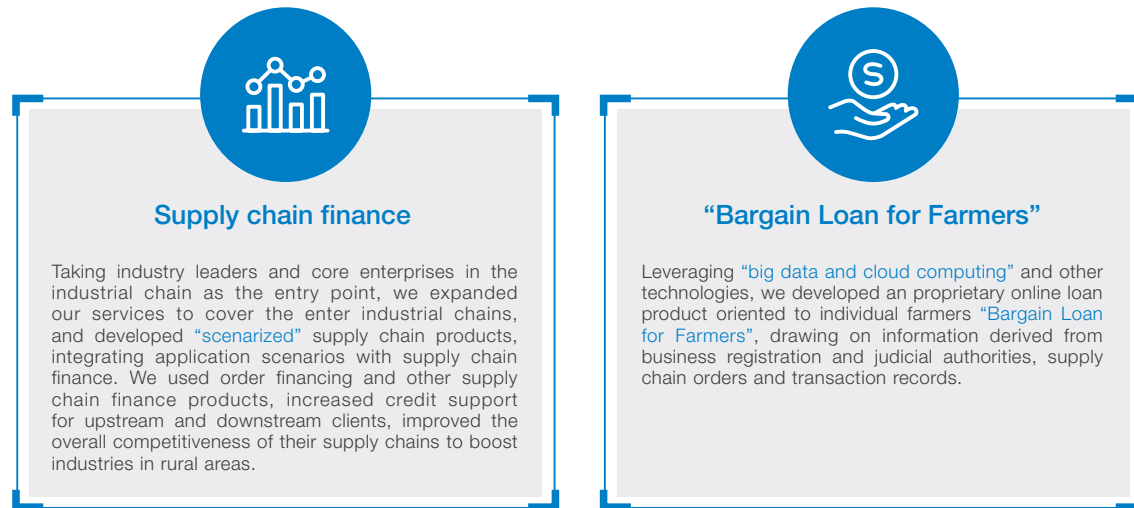 Supply chain finance
Taking industry leaders and core enterprises in the
industrial chain as the entry point, we expanded
our services to cover the enter industrial chains,
and developed “scenarized” supply chain products,
integrating application scenarios with supply chain
finance. We used order financing and other supply
chain finance products, increased credit support
for upstream and downstream clients, improved the
overall competitiveness of their supply chains to boost
industries in rural areas.
S
“Bargain Loan for Farmers”
Leveraging “big data and cloud computing” and other
technologies, we developed an proprietary online loan
product oriented to individual farmers “Bargain Loan
for Farmers”, drawing on information derived from
business registration and judicial authorities, supply
chain orders and transaction records.